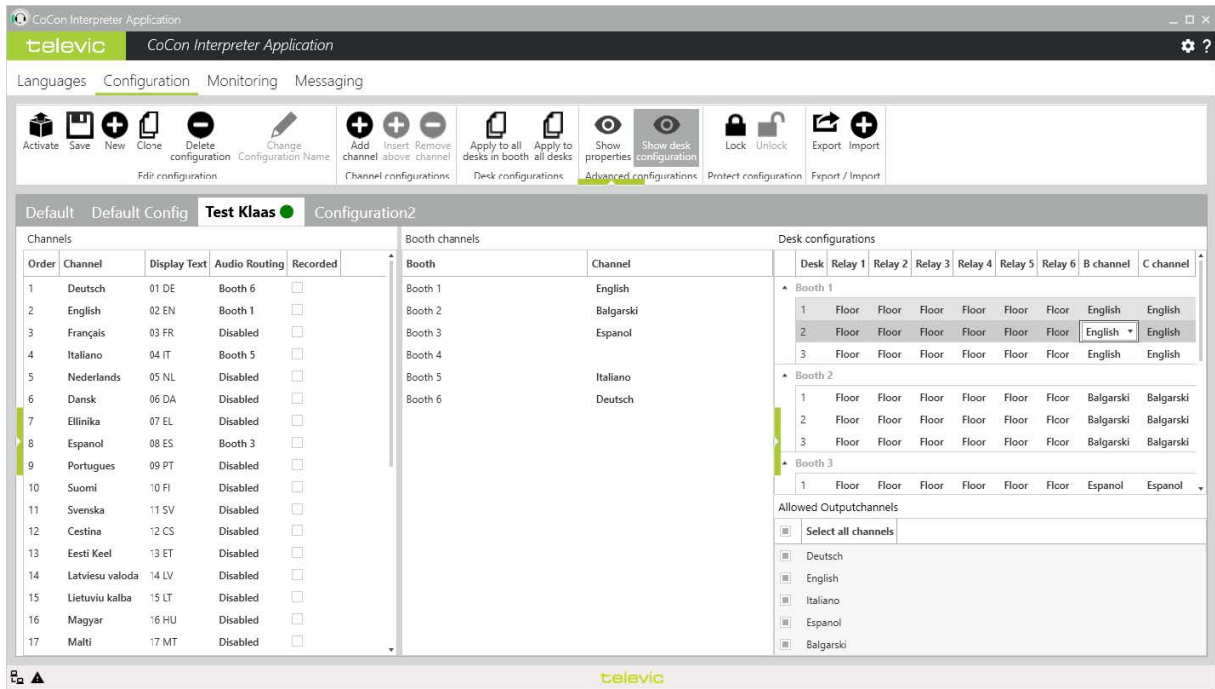 CoCon Interpreter Application
televic CoCon Interpreter Application ?
Languages Configuration Monitoring Messaging
Activate Save New Clone Delete configuration Change Configuration Name Add channel Insert above Remove channel Apply to all desks in booth Apply to all desks Show properties Show desk configuration Lock Unlock Export Import
Edit configuration Channel configurations Desk configurations Advanced configurations Protect configuration Export / Import
Default Default Config Test Klaas Configuration2
Channels
Order Channel Display Text Audio Routing Recorded
1 Deutsch 01 DE Booth 6
2 English 02 EN Booth 1
3 Français 03 FR Disabled
4 Italiano 04 IT Booth 5
5 Nederlands 05 NL Disabled
6 Dansk 06 DA Disabled
7 Ellinika 07 EL Disabled
8 Espanol 08 ES Booth 3
9 Portugues 09 PT Disabled
10 Suomi 10 FI Disabled
11 Svenska 11 SV Disabled
12 Cestina 12 CS Disabled
13 Eesti Keel 13 ET Disabled
14 Latviesu valoda 14 LV Disabled
15 Lietuviu kalba 15 LT Disabled
16 Magyar 16 HU Disabled
17 Malti 17 MT Disabled
Booth channels
Booth Channel
Booth 1 English
Booth 2 Balgarski
Booth 3 Espanol
Booth 4
Booth 5 Italiano
Booth 6 Deutsch
Desk configurations
Desk Relay 1 Relay 2 Relay 3 Relay 4 Relay 5 Relay 6 B channel C channel
Booth 1
1 Floor Floor Floor Floor Floor Floor English English
2 Floor Floor Floor Floor Floor Floor English English
3 Floor Floor Floor Floor Floor Floor English English
Booth 2
1 Floor Floor Floor Floor Floor Floor Balgarski Balgarski
2 Floor Floor Floor Floor Floor Floor Balgarski Balgarski
3 Floor Floor Floor Floor Floor Floor Balgarski Balgarski
Booth 3
1 Floor Floor Floor Floor Floor Floor Espanol Espanol
Allowed Outputchannels
Select all channels
Deutsch
English
Italiano
Espanol
Balgarski
televic